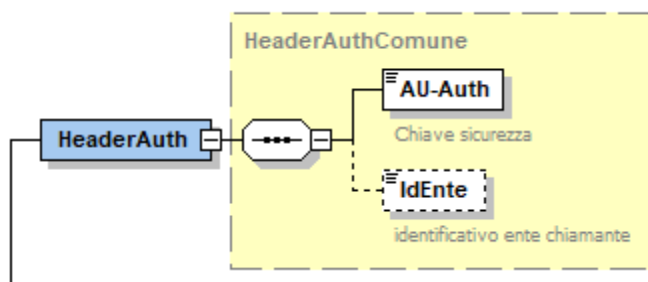 HeaderAuthComune
AU-Auth
Chiave sicurezza
HeaderAuth
IdEnte
identificativo ente chiamante